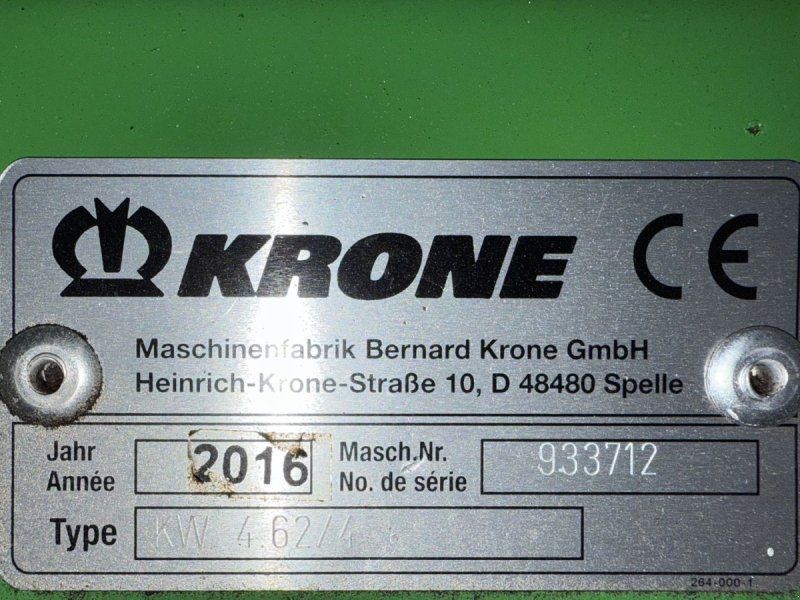 KRONE CE
Maschinenfabrik Bernard Krone GmbH
Heinrich-Krone-Straße 10, D 48480 Spelle
Jahr 2016 Masch.Nr. 933712
Année No. de série
Type KW 4.62/4
264-000-1